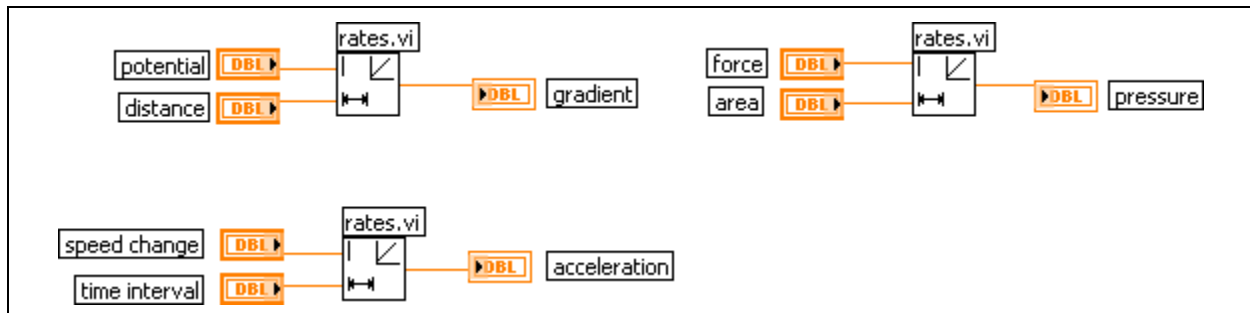 rates.vi
potential DBL
DBL gradient
distance DBL
rates.vi
force DBL
DBL pressure
area DBL
rates.vi
speed change DBL
DBL acceleration
time interval DBL